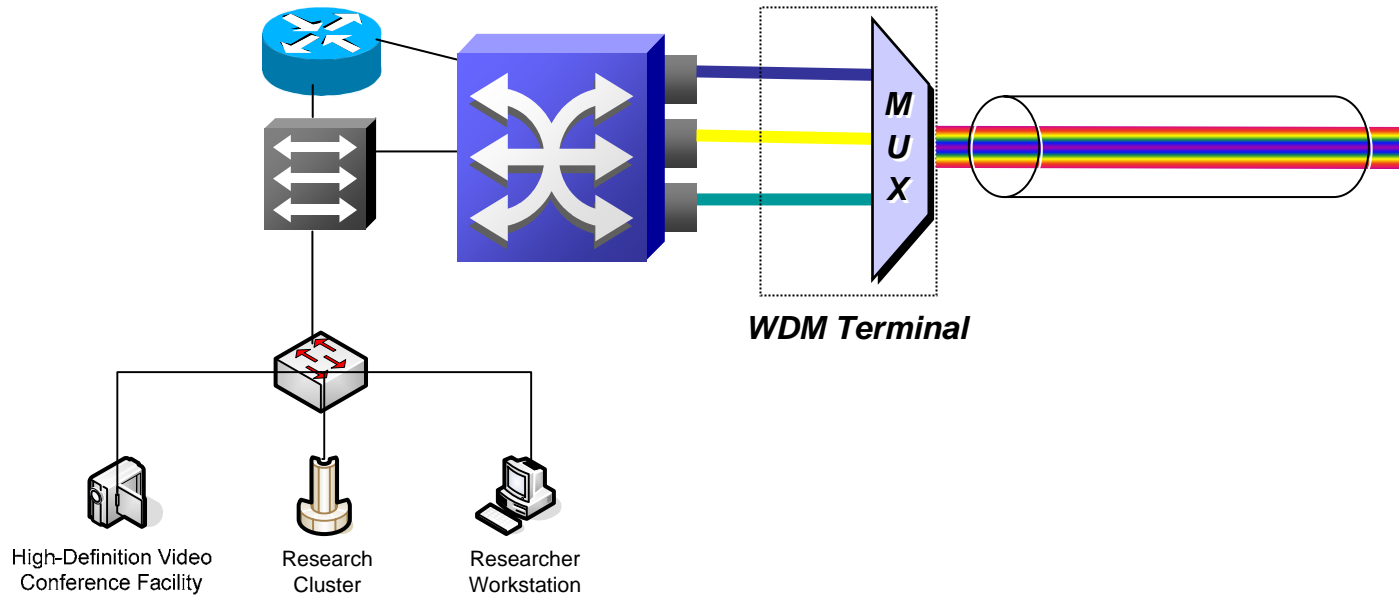 M
U
X
WDM Terminal
High-Definition Video
Conference Facility
Research
Cluster
Researcher
Workstation